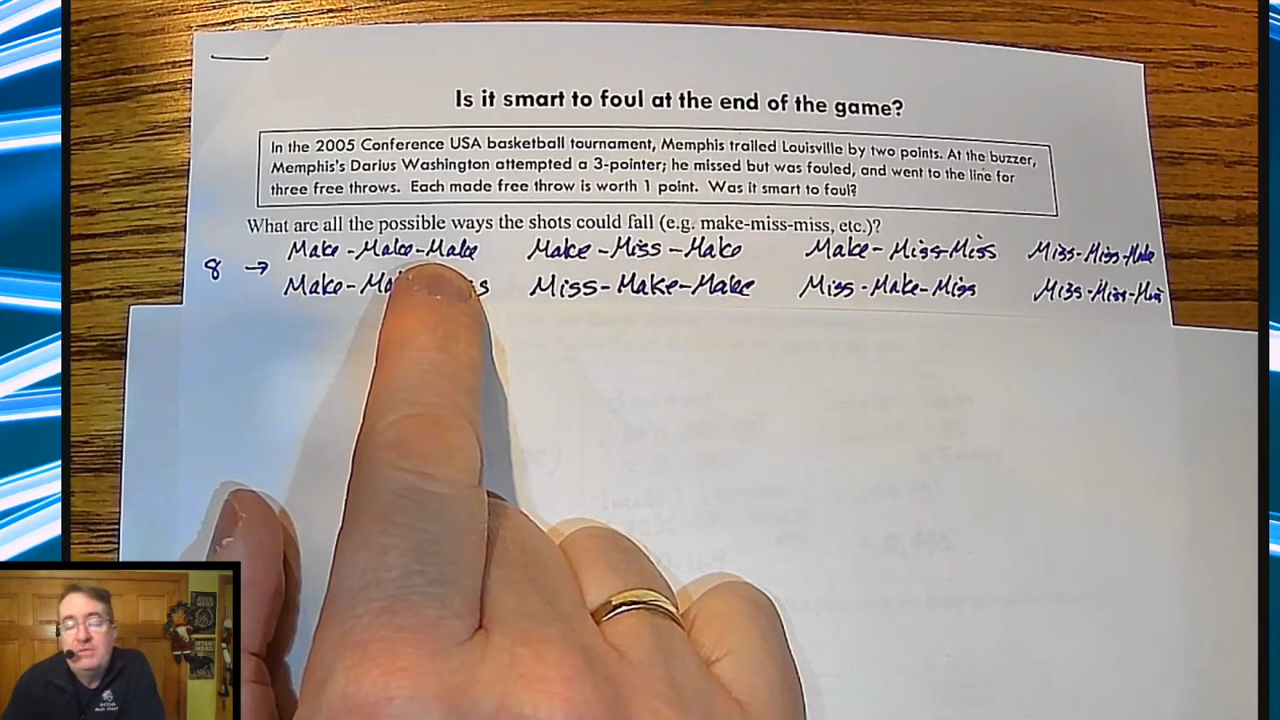 Is it smart to foul at the end of the game?
In the 2005 Conference USA basketball tournament, Memphis trailed Louisville by two points. At the buzzer,
Memphis's Darius Washington attempted a 3-pointer; he missed but was fouled, and went to the line for
three free throws. Each made free throw is worth 1 point. Was it smart to foul?
What are all the possible ways the shots could fall (e.g. make-miss-miss, etc.)?
Make-Make-Make Make-Miss-Make Make-Miss-Miss Miss-Miss-Make
8 →
Make-Ma s Miss-Make-Make Miss-Make-Miss Miss-Miss-Miss